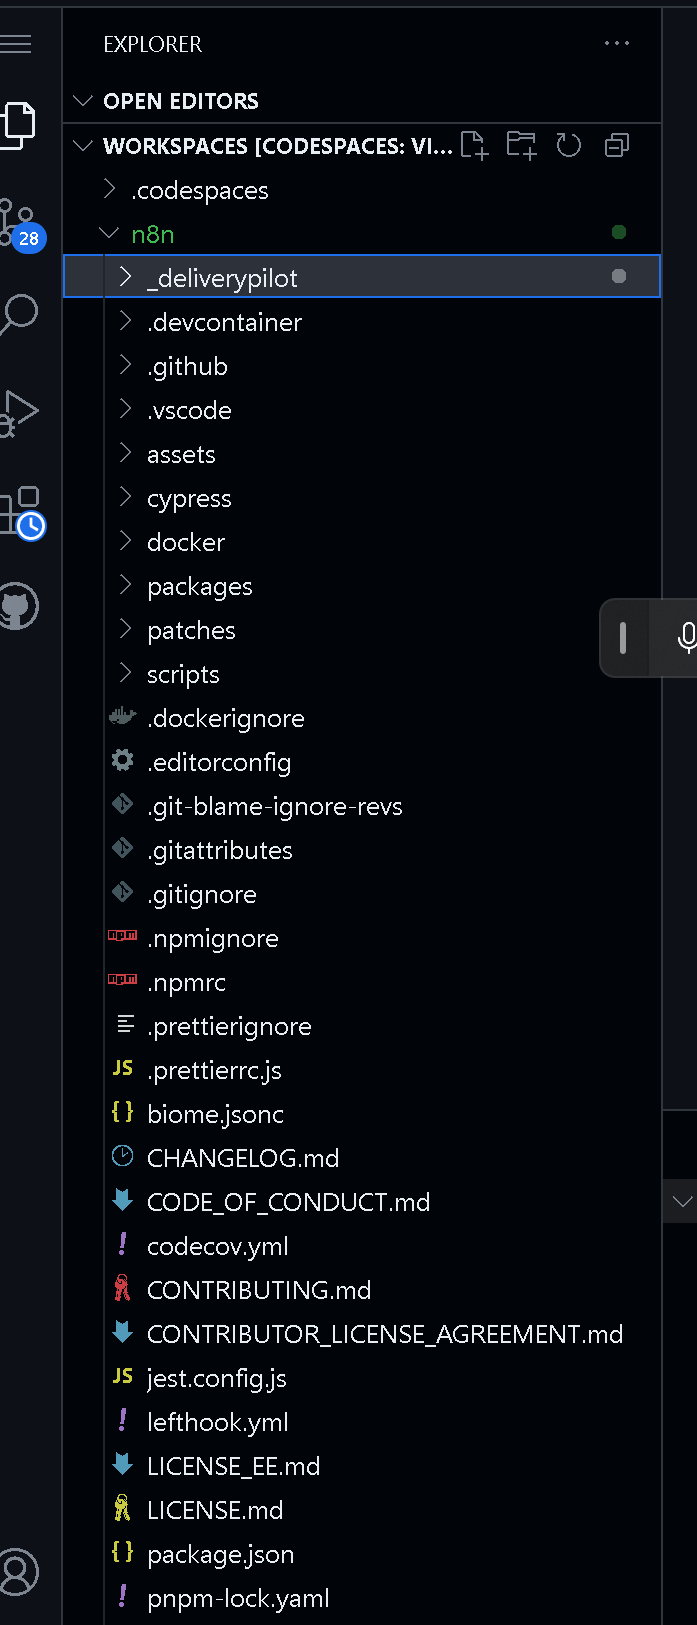 EXPLORER
OPEN EDITORS
WORKSPACES [CODESPACES: VI...
.codespaces
n8n
28
_deliverypilot
.devcontainer
.github
.vscode
assets
cypress
docker
packages
patches
scripts
.dockerignore
.editorconfig
.git-blame-ignore-revs
.gitattributes
.gitignore
.npmignore
.npmrc
.prettierignore
JS .prettierrc.js
{} biome.jsonc
CHANGELOG.md
CODE_OF_CONDUCT.md
! codecov.yml
CONTRIBUTING.md
CONTRIBUTOR_LICENSE_AGREEMENT.md
JS jest.config.js
! lefthook.yml
LICENSE_EE.md
LICENSE.md
{} package.json
! pnpm-lock.yaml